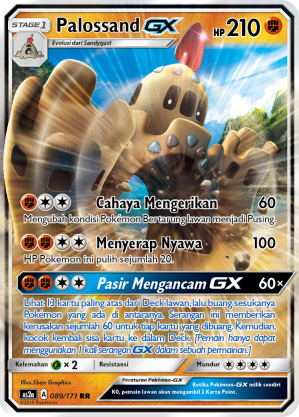 STAGE 1 Palossand GX HP 210
Evolusi dari Sandygast
Cahaya Mengerikan 60
Mengubah kondisi Pokémon Bertarung lawan menjadi Pusing.
Menyerap Nyawa 100
HP Pokémon ini pulih sejumlah 20.
Pasir Mengancam GX 60×
Lihat 13 kartu paling atas dari Deck lawan, lalu buang sesukanya
Pokémon yang ada di antaranya. Serangan ini memberikan
kerusakan sejumlah 60 untuk tiap kartu yang dibuang. Kemudian,
kocok kembali sisa kartu ke dalam Deck. [Pemain hanya dapat
menggunakan 1 kali serangan GX dalam sebuah permainan.]
Kelemahan × 2 Resistansi Mundur
Illus. Shen Graphics
AS2a A 089/171 RR
Peraturan Pokémon-GX
Ketika Pokémon-GX milik sendiri
KO, pemain lawan akan mengambil 2 Kartu Point.